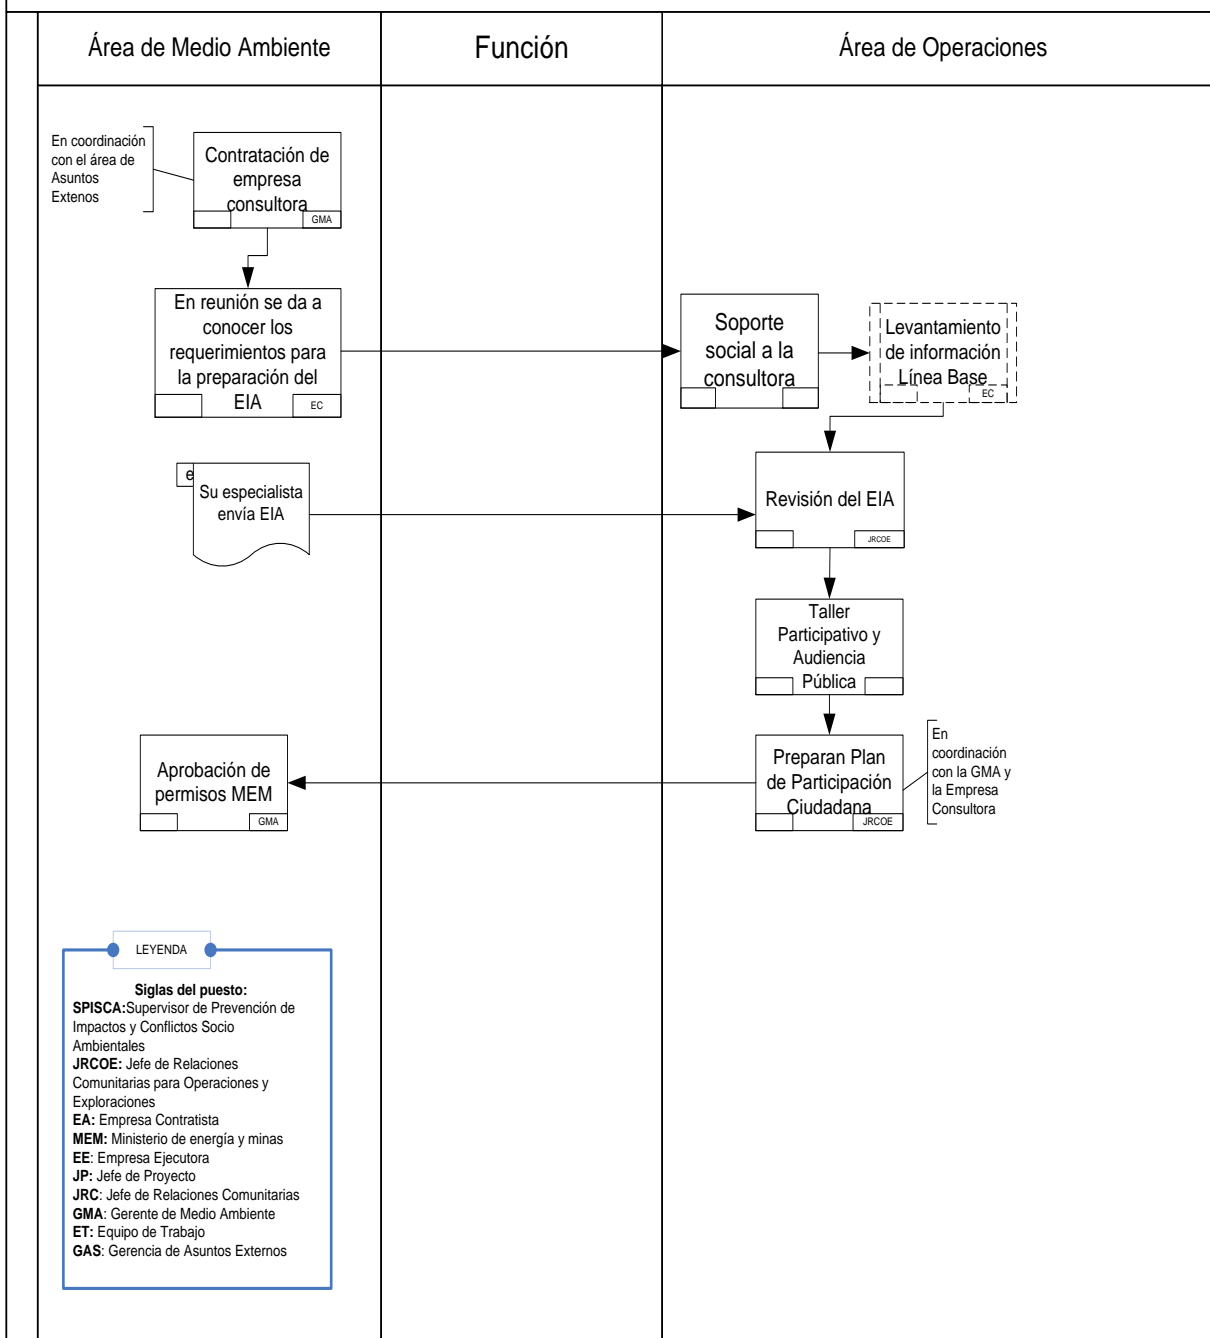 Área de Medio Ambiente
Función
Área de Operaciones
En coordinación
con el área de
Asuntos
Extenos
Contratación de
empresa
consultora
GMA
En reunión se da a
conocer los
requerimientos para
la preparación del
EIA
EC
Soporte
social a la
consultora
Levantamiento
de información
Línea Base
EC
e
Su especialista
envía EIA
Revisión del EIA
JRCOE
Taller
Participativo y
Audiencia
Pública
Aprobación de
permisos MEM
GMA
Preparan Plan
de Participación
Ciudadana
JRCOE
En
coordinación
con la GMA y
la Empresa
Consultora
LEYENDA
Siglas del puesto:
SPISCA:Supervisor de Prevención de
Impactos y Conflictos Socio
Ambientales
JRCOE: Jefe de Relaciones
Comunitarias para Operaciones y
Exploraciones
EA: Empresa Contratista
MEM: Ministerio de energía y minas
EE: Empresa Ejecutora
JP: Jefe de Proyecto
JRC: Jefe de Relaciones Comunitarias
GMA: Gerente de Medio Ambiente
ET: Equipo de Trabajo
GAS: Gerencia de Asuntos Externos